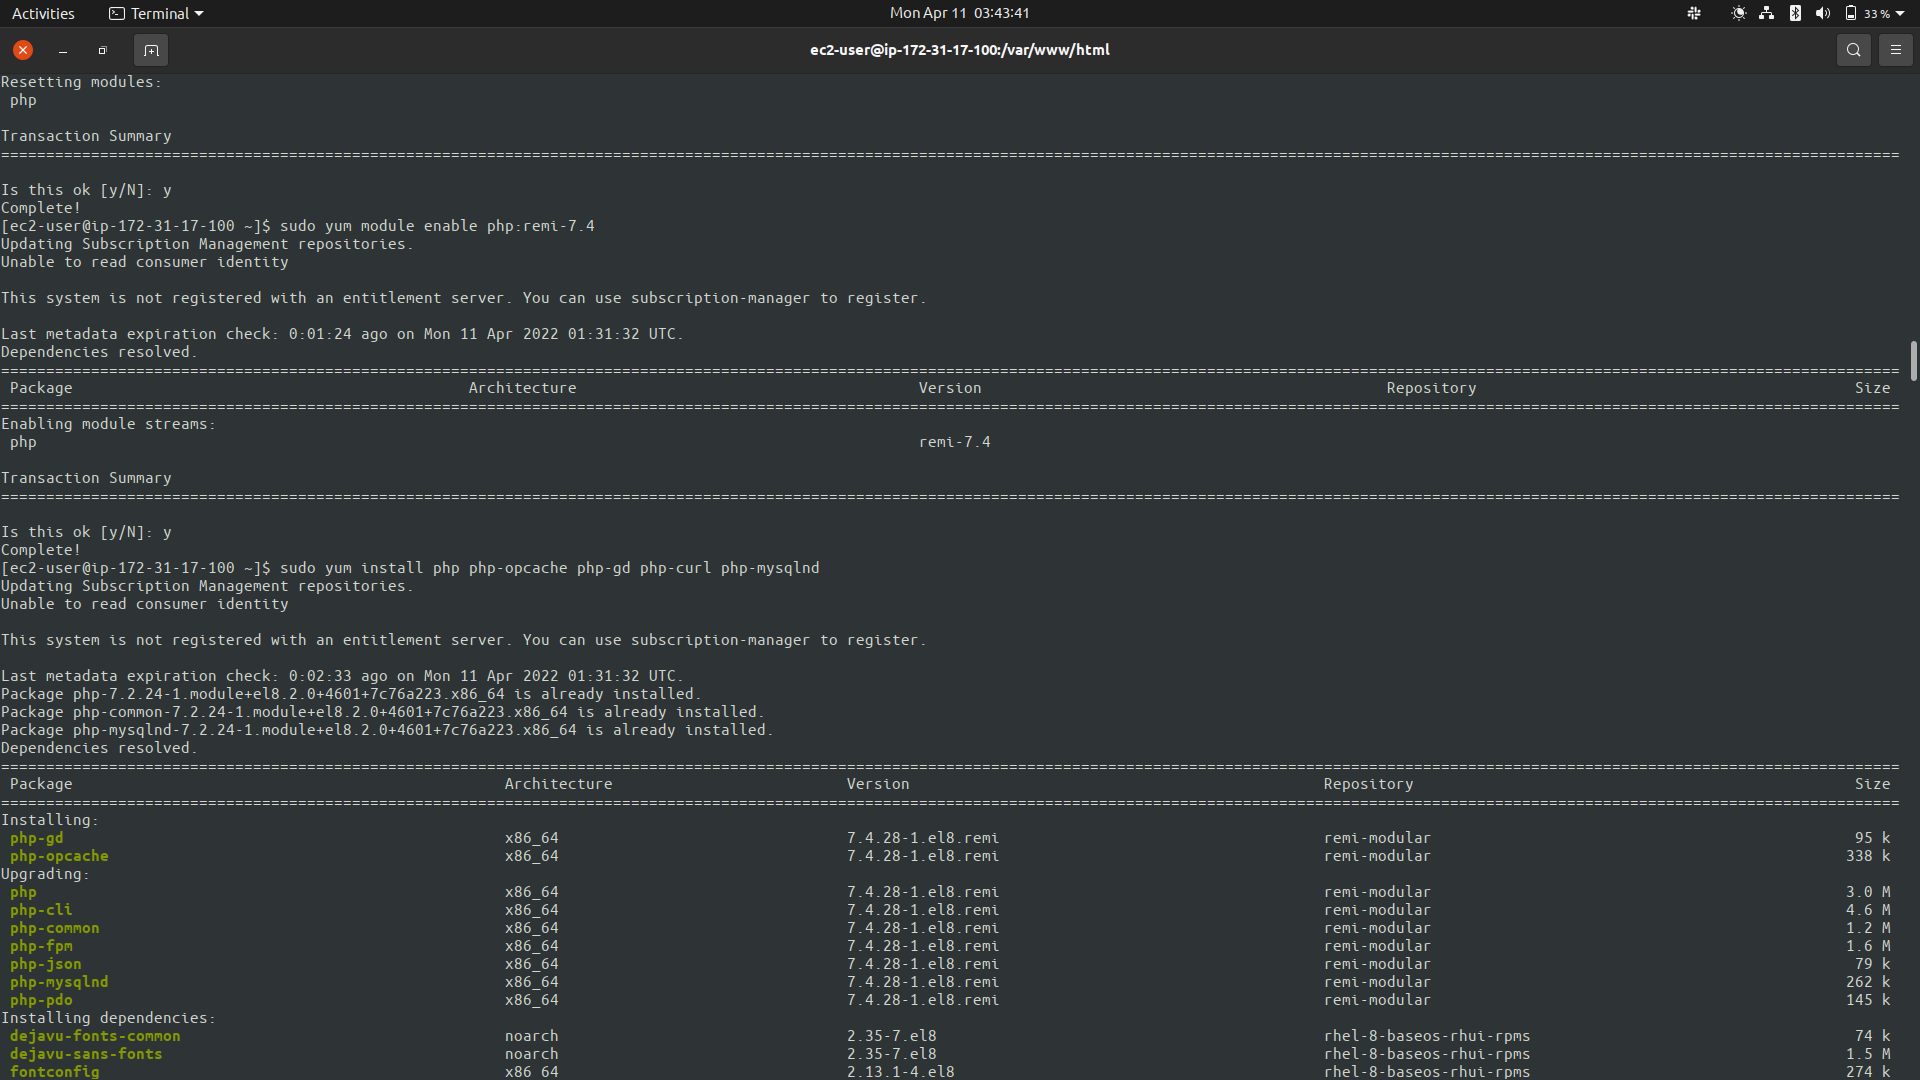 Activities Terminal Mon Apr 11 03:43:41 33 %
ec2-user@ip-172-31-17-100:/var/www/html
Resetting modules:
php
Transaction Summary
================================================================================
Is this ok [y/N]: y
Complete!
[ec2-user@ip-172-31-17-100 ~]$ sudo yum module enable php:remi-7.4
Updating Subscription Management repositories.
Unable to read consumer identity
This system is not registered with an entitlement server. You can use subscription-manager to register.
Last metadata expiration check: 0:01:24 ago on Mon 11 Apr 2022 01:31:32 UTC.
Dependencies resolved.
================================================================================
Package Architecture Version Repository Size
================================================================================
Enabling module streams:
php remi-7.4
Transaction Summary
================================================================================
Is this ok [y/N]: y
Complete!
[ec2-user@ip-172-31-17-100 ~]$ sudo yum install php php-opcache php-gd php-curl php-mysqlnd
Updating Subscription Management repositories.
Unable to read consumer identity
This system is not registered with an entitlement server. You can use subscription-manager to register.
Last metadata expiration check: 0:02:33 ago on Mon 11 Apr 2022 01:31:32 UTC.
Package php-7.2.24-1.module+el8.2.0+4601+7c76a223.x86_64 is already installed.
Package php-common-7.2.24-1.module+el8.2.0+4601+7c76a223.x86_64 is already installed.
Package php-mysqlnd-7.2.24-1.module+el8.2.0+4601+7c76a223.x86_64 is already installed.
Dependencies resolved.
================================================================================
Package Architecture Version Repository Size
================================================================================
Installing:
php-gd x86_64 7.4.28-1.el8.remi remi-modular 95 k
php-opcache x86_64 7.4.28-1.el8.remi remi-modular 338 k
Upgrading:
php x86_64 7.4.28-1.el8.remi remi-modular 3.0 M
php-cli x86_64 7.4.28-1.el8.remi remi-modular 4.6 M
php-common x86_64 7.4.28-1.el8.remi remi-modular 1.2 M
php-fpm x86_64 7.4.28-1.el8.remi remi-modular 1.6 M
php-json x86_64 7.4.28-1.el8.remi remi-modular 79 k
php-mysqlnd x86_64 7.4.28-1.el8.remi remi-modular 262 k
php-pdo x86_64 7.4.28-1.el8.remi remi-modular 145 k
Installing dependencies:
dejavu-fonts-common noarch 2.35-7.el8 rhel-8-baseos-rhui-rpms 74 k
dejavu-sans-fonts noarch 2.35-7.el8 rhel-8-baseos-rhui-rpms 1.5 M
fontconfig x86_64 2.13.1-4.el8 rhel-8-baseos-rhui-rpms 274 k